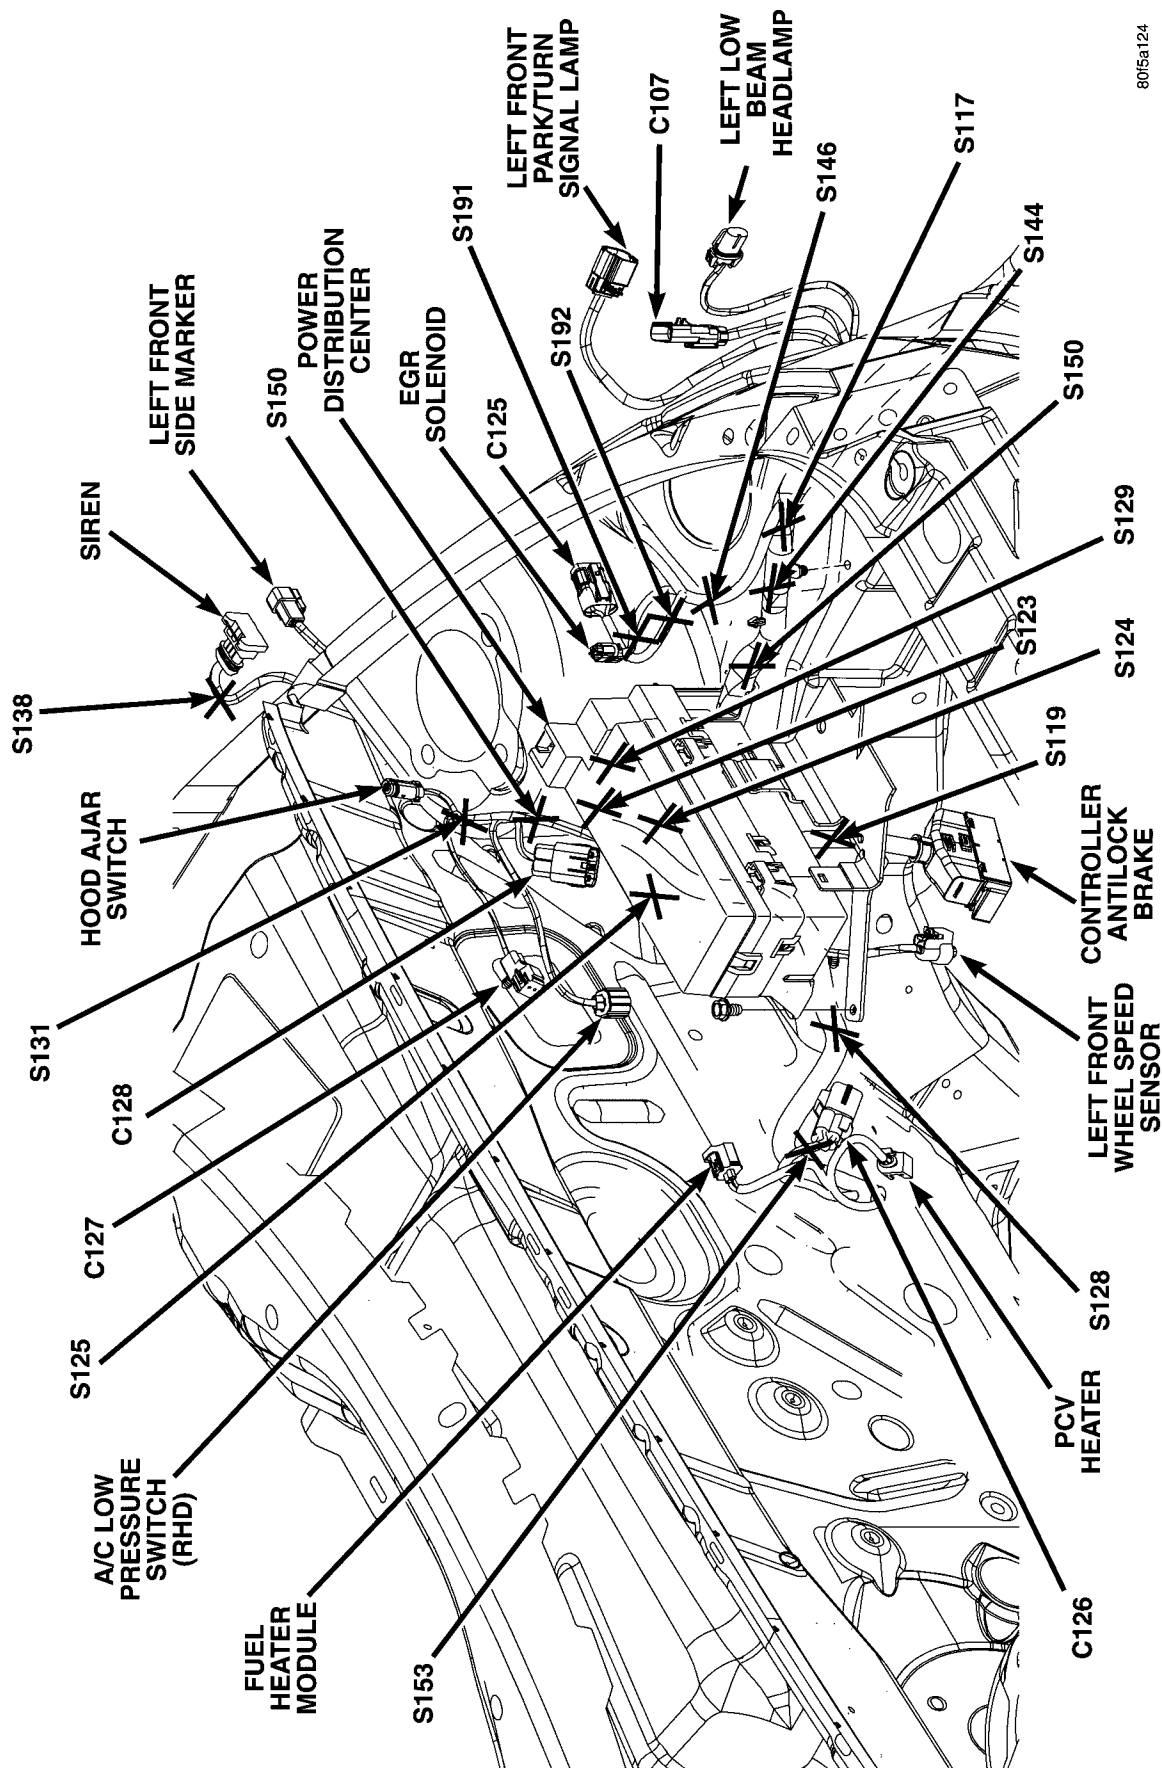 S138
SIREN
LEFT FRONT
SIDE MARKER
S150
POWER
DISTRIBUTION
CENTER
EGR
SOLENOID
S191
C125
S192
LEFT FRONT
PARK/TURN
SIGNAL LAMP
C107
LEFT LOW
BEAM
HEADLAMP
S146
S117
S144
S150
S129
S123
S124
S119
CONTROLLER
ANTILOCK
BRAKE
LEFT FRONT
WHEEL SPEED
SENSOR
S128
PCV
HEATER
C126
S153
FUEL
HEATER
MODULE
A/C LOW
PRESSURE
SWITCH
(RHD)
S125
C127
C128
S131
HOOD AJAR
SWITCH
80f5a124